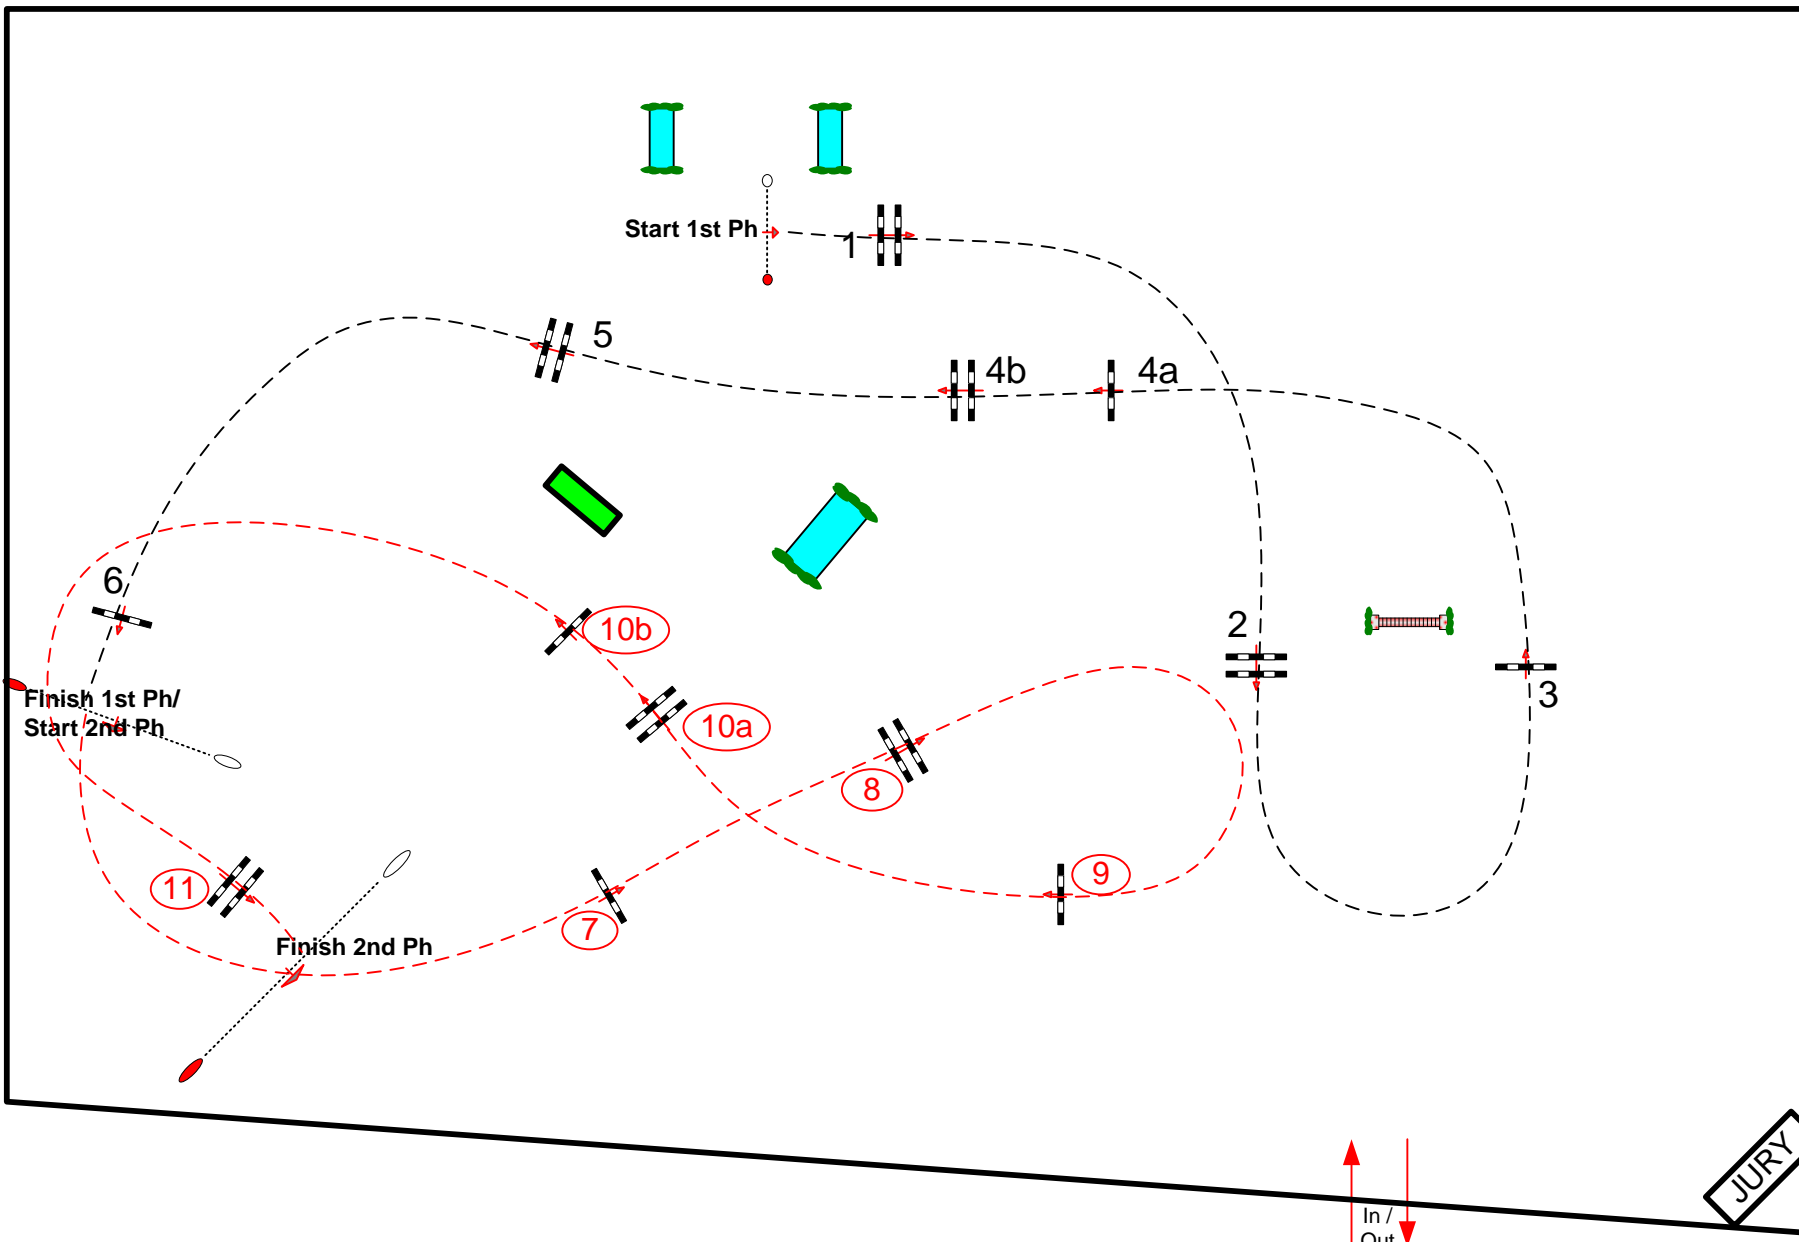 Start 1st Ph
1
5
4b
4a
6
2
10b
3
Finish 1st Ph/
Start 2nd Ph
10a
8
9
11
7
Finish 2nd Ph
JURY
In /
Out